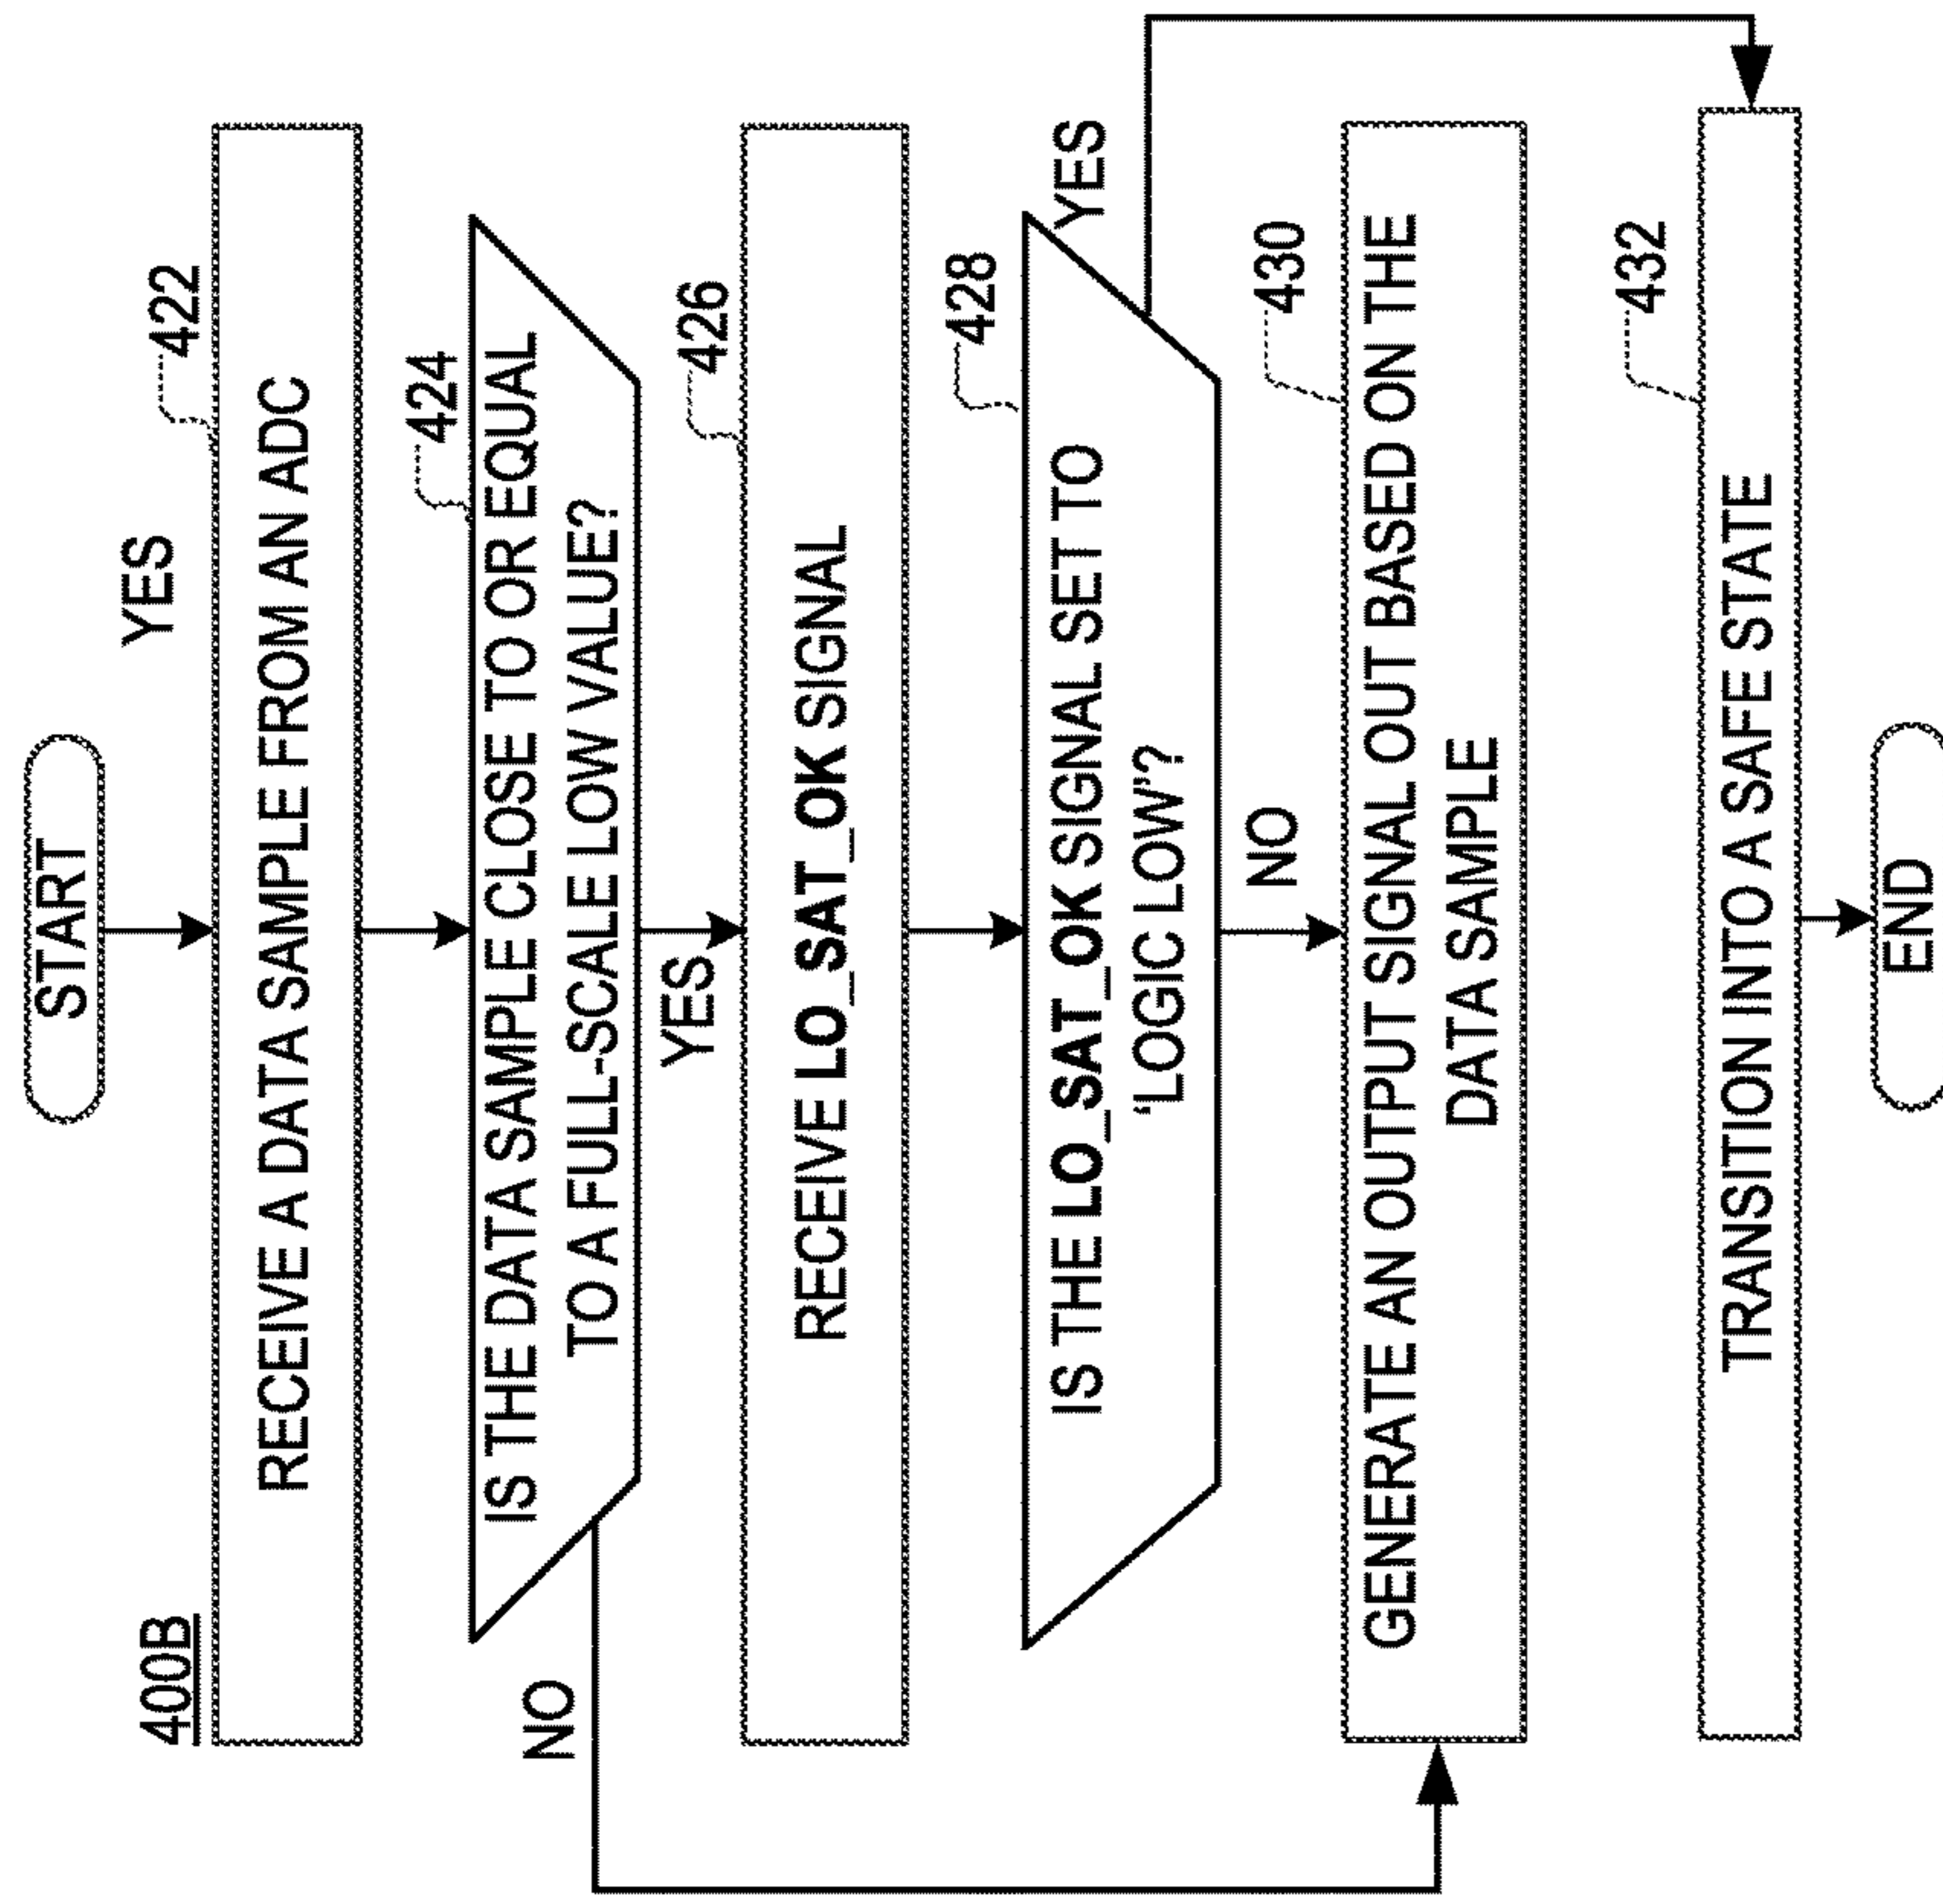 400B
START
YES
422
RECEIVE A DATA SAMPLE FROM AN ADC
424
IS THE DATA SAMPLE CLOSE TO OR EQUAL
TO A FULL-SCALE LOW VALUE?
NO
YES
426
RECEIVE LO_SAT_OK SIGNAL
428
IS THE LO_SAT_OK SIGNAL SET TO
'LOGIC LOW'?
YES
NO
430
GENERATE AN OUTPUT SIGNAL OUT BASED ON THE
DATA SAMPLE
432
TRANSITION INTO A SAFE STATE
END